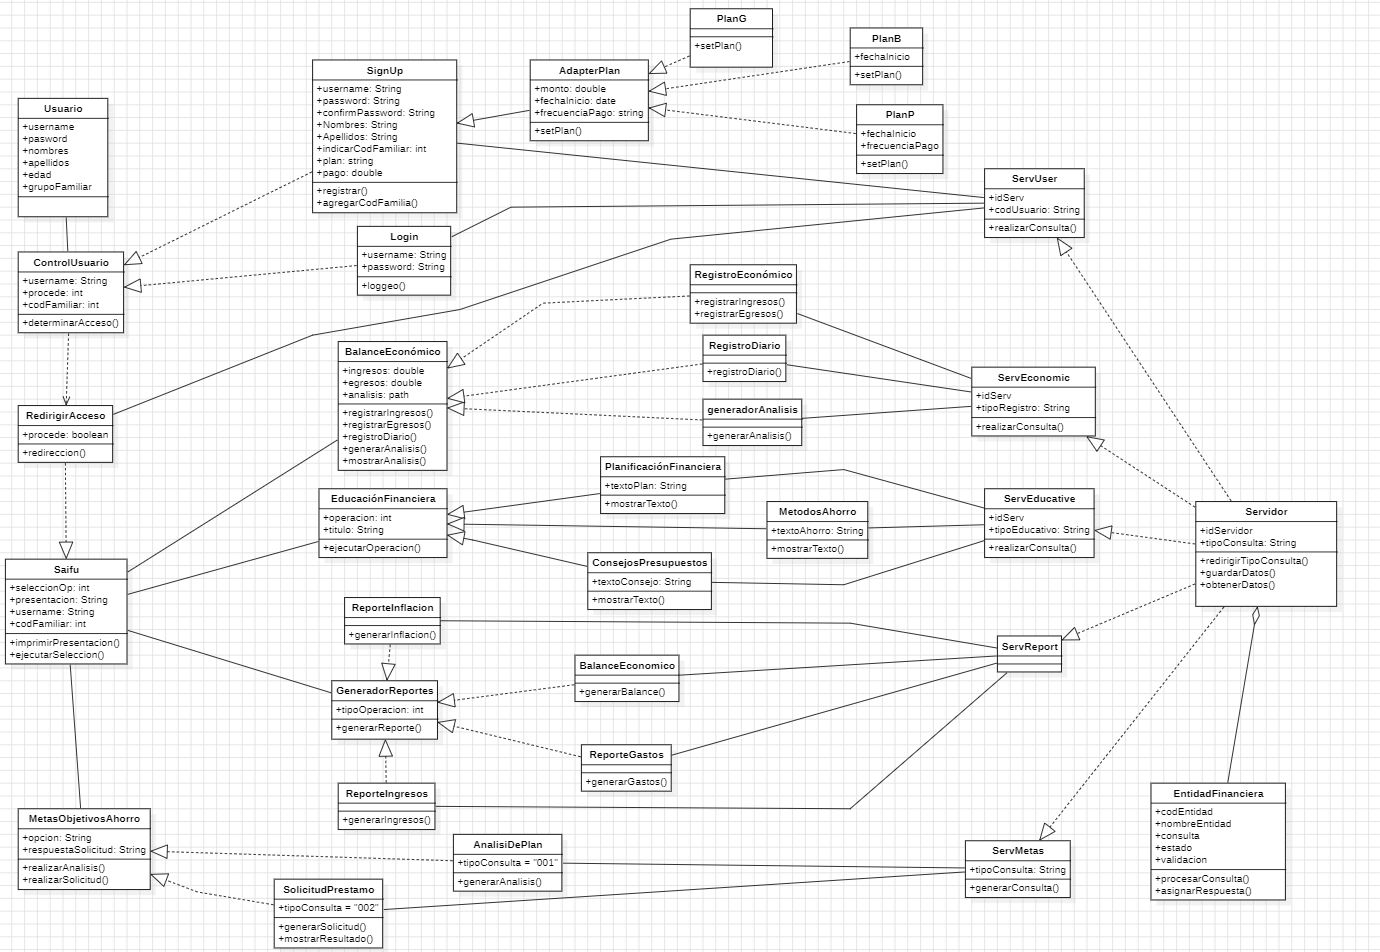 PlanG
+setPlan()
PlanB
+fechaInicio
+setPlan()
SignUp
+username: String
+password: String
+confirmPassword: String
+Nombres: String
+Apellidos: String
+indicarCodFamiliar: int
+plan: string
+pago: double
+registrar()
+agregarCodFamilia()
AdapterPlan
+monto: double
+fechaInicio: date
+frecuenciaPago: string
+setPlan()
PlanP
+fechaInicio
+frecuenciaPago
+setPlan()
Usuario
+username
+pasword
+nombres
+apellidos
+edad
+grupoFamiliar
ServUser
+idServ
+codUsuario: String
+realizarConsulta()
Login
+username: String
+password: String
+loggeo()
ControlUsuario
+username: String
+procede: int
+codFamiliar: int
+determinarAcceso()
RegistroEconómico
+registrarIngresos()
+registrarEgresos()
BalanceEconómico
+ingresos: double
+egresos: double
+analisis: path
+registrarIngresos()
+registrarEgresos()
+registroDiario()
+generarAnalisis()
+mostrarAnalisis()
RegistroDiario
+registroDiario()
ServEconomic
+idServ
+tipoRegistro: String
+realizarConsulta()
generadorAnalisis
+generarAnalisis()
RedirigirAcceso
+procede: boolean
+redireccion()
PlanificaciónFinanciera
+textoPlan: String
+mostrarTexto()
EducaciónFinanciera
+operacion: int
+titulo: String
+ejecutarOperacion()
MetodosAhorro
+textoAhorro: String
+mostrarTexto()
ServEducative
+idServ
+tipoEducativo: String
+realizarConsulta()
Servidor
+idServidor
+tipoConsulta: String
+redirigirTipoConsulta()
+guardarDatos()
+obtenerDatos()
ConsejosPresupuestos
+textoConsejo: String
+mostrarTexto()
Saifu
+seleccionOp: int
+presentacion: String
+username: String
+codFamiliar: int
+imprimirPresentacion()
+ejecutarSeleccion()
ReporteInflacion
+generarInflacion()
ServReport
BalanceEconomico
+generarBalance()
GeneradorReportes
+tipoOperacion: int
+generarReporte()
ReporteGastos
+generarGastos()
ReporteIngresos
+generarIngresos()
EntidadFinanciera
+codEntidad
+nombreEntidad
+consulta
+estado
+validacion
+procesarConsulta()
+asignarRespuesta()
MetasObjetivosAhorro
+opcion: String
+respuestaSolicitud: String
+realizarAnalisis()
+realizarSolicitud()
AnalisiDePlan
+tipoConsulta = "001"
+generarAnalisis()
ServMetas
+tipoConsulta: String
+generarConsulta()
SolicitudPrestamo
+tipoConsulta = "002"
+generarSolicitud()
+mostrarResultado()